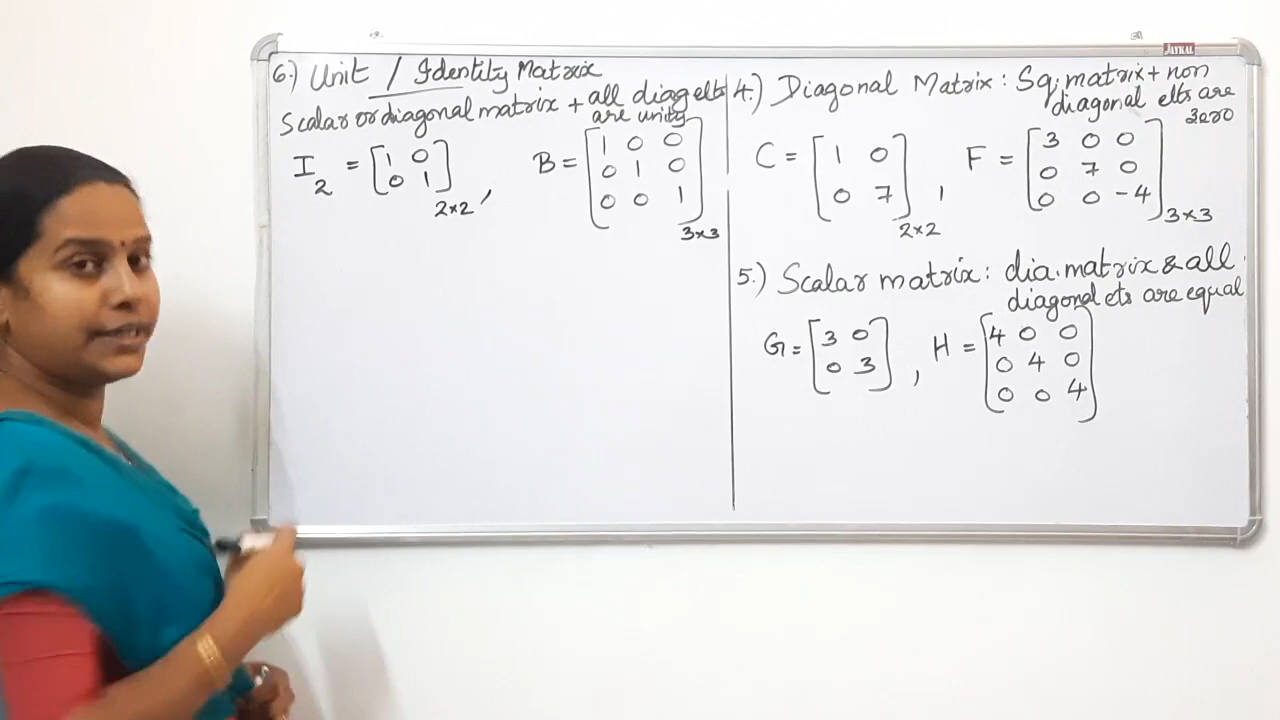 6.) Unit / Identity Matrix
Scalar or diagonal matrix + all diag elts
are unity
I2 = [1 0
0 1] 2×2 ,
B = [1 0 0
0 1 0
0 0 1] 3×3
4.) Diagonal Matrix : Sq. matrix + non
diagonal elts are
zero
C = [1 0
0 7] 2×2 ,
F = [3 0 0
0 7 0
0 0 -4] 3×3
5.) Scalar matrix : dia. matrix & all
diagonal ets are equal
G = [3 0
0 3] ,
H = [4 0 0
0 4 0
0 0 4]
JAYKAL